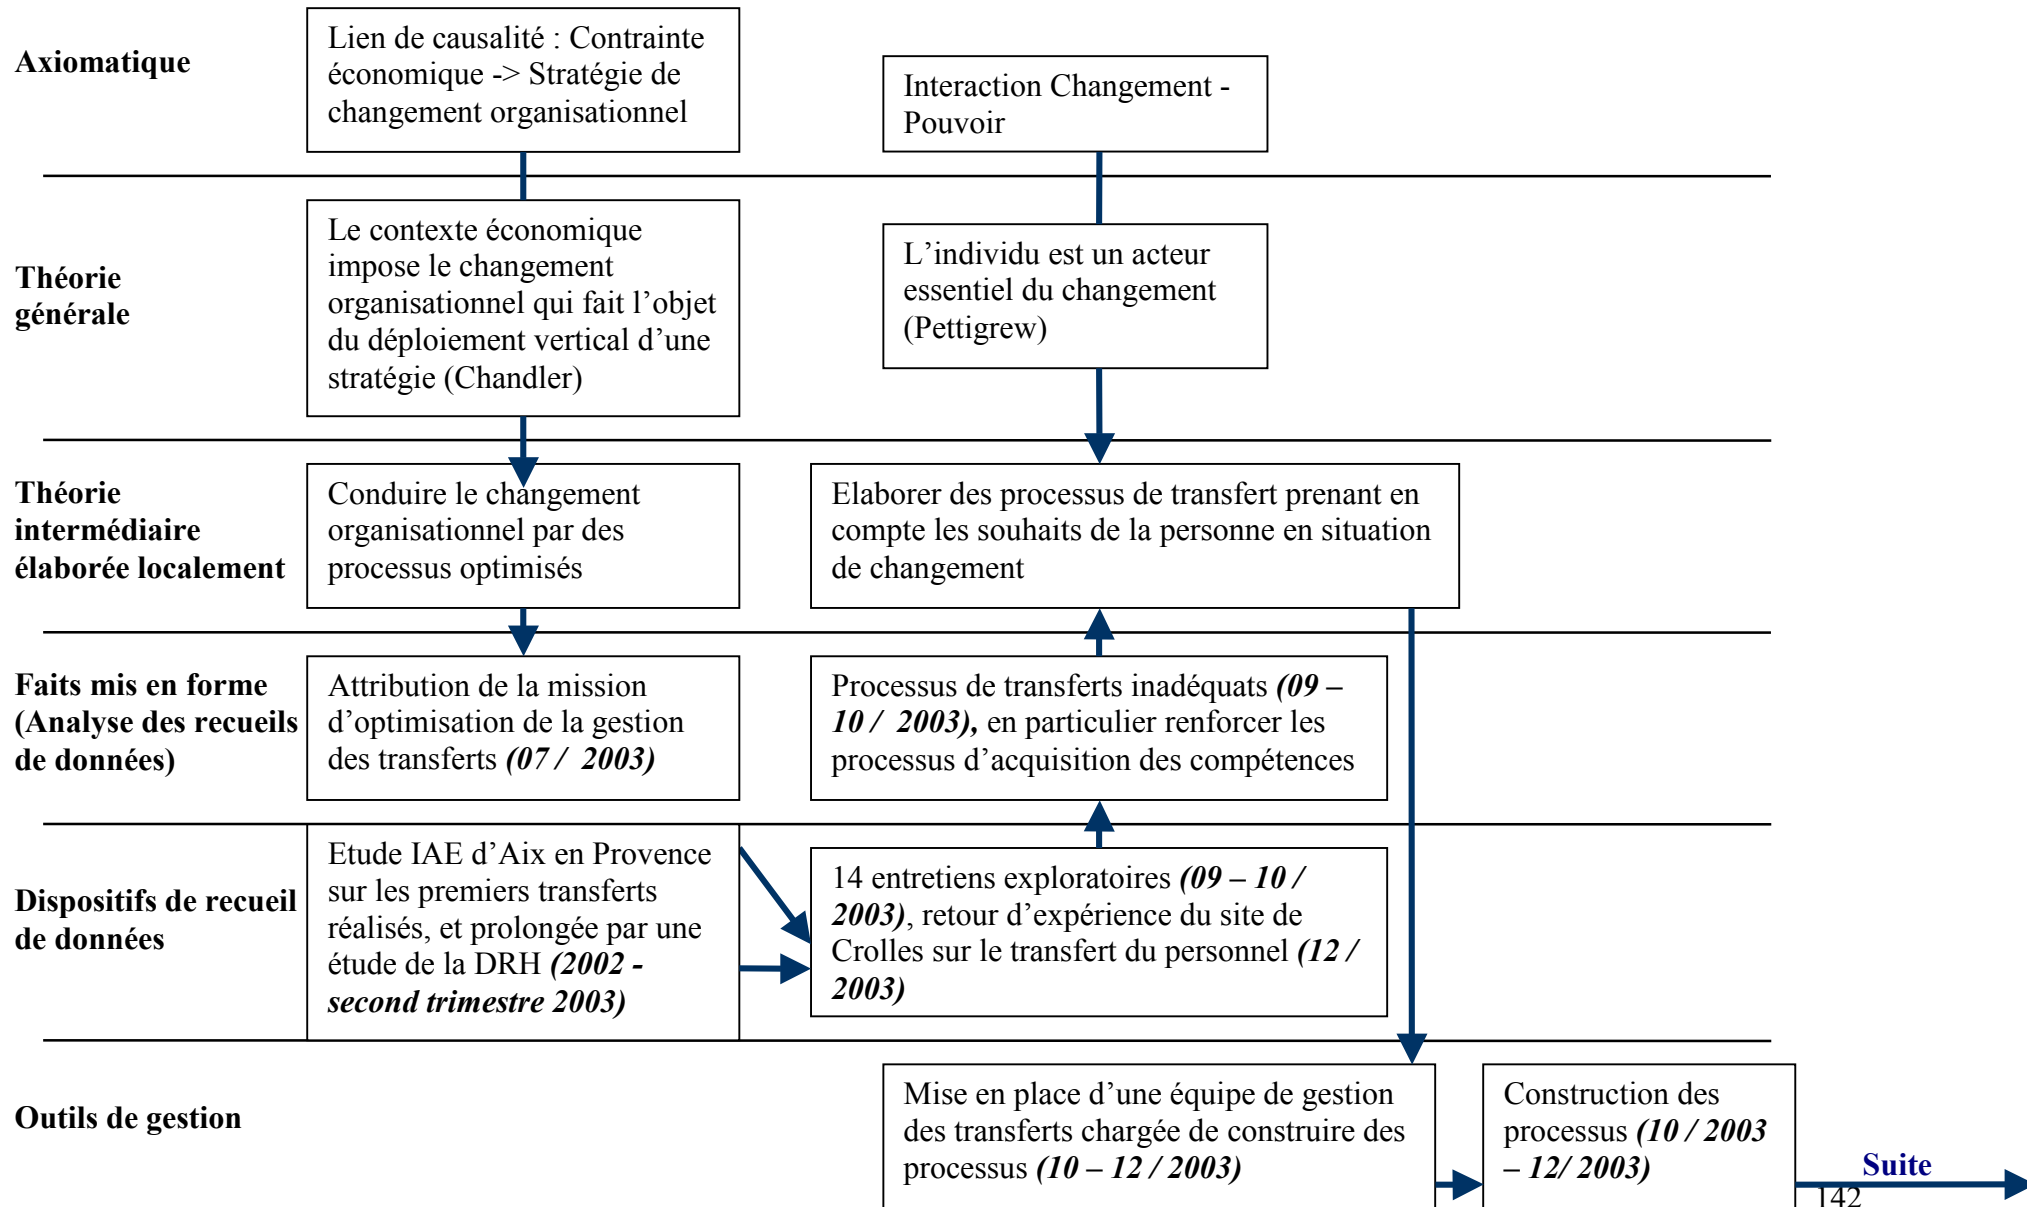 Axiomatique
Lien de causalité : Contrainte
économique -> Stratégie de
changement organisationnel
Interaction Changement -
Pouvoir
Théorie
générale
Le contexte économique
impose le changement
organisationnel qui fait l’objet
du déploiement vertical d’une
stratégie (Chandler)
L’individu est un acteur
essentiel du changement
(Pettigrew)
Théorie
intermédiaire
élaborée localement
Conduire le changement
organisationnel par des
processus optimisés
Elaborer des processus de transfert prenant en
compte les souhaits de la personne en situation
de changement
Faits mis en forme
(Analyse des recueils
de données)
Attribution de la mission
d’optimisation de la gestion
des transferts (07 / 2003)
Processus de transferts inadéquats (09 –
10 / 2003), en particulier renforcer les
processus d’acquisition des compétences
Dispositifs de recueil
de données
Etude IAE d’Aix en Provence
sur les premiers transferts
réalisés, et prolongée par une
étude de la DRH (2002 -
second trimestre 2003)
14 entretiens exploratoires (09 – 10 /
2003), retour d’expérience du site de
Crolles sur le transfert du personnel (12 /
2003)
Outils de gestion
Mise en place d’une équipe de gestion
des transferts chargée de construire des
processus (10 – 12 / 2003)
Construction des
processus (10 / 2003
– 12/ 2003)
Suite
142